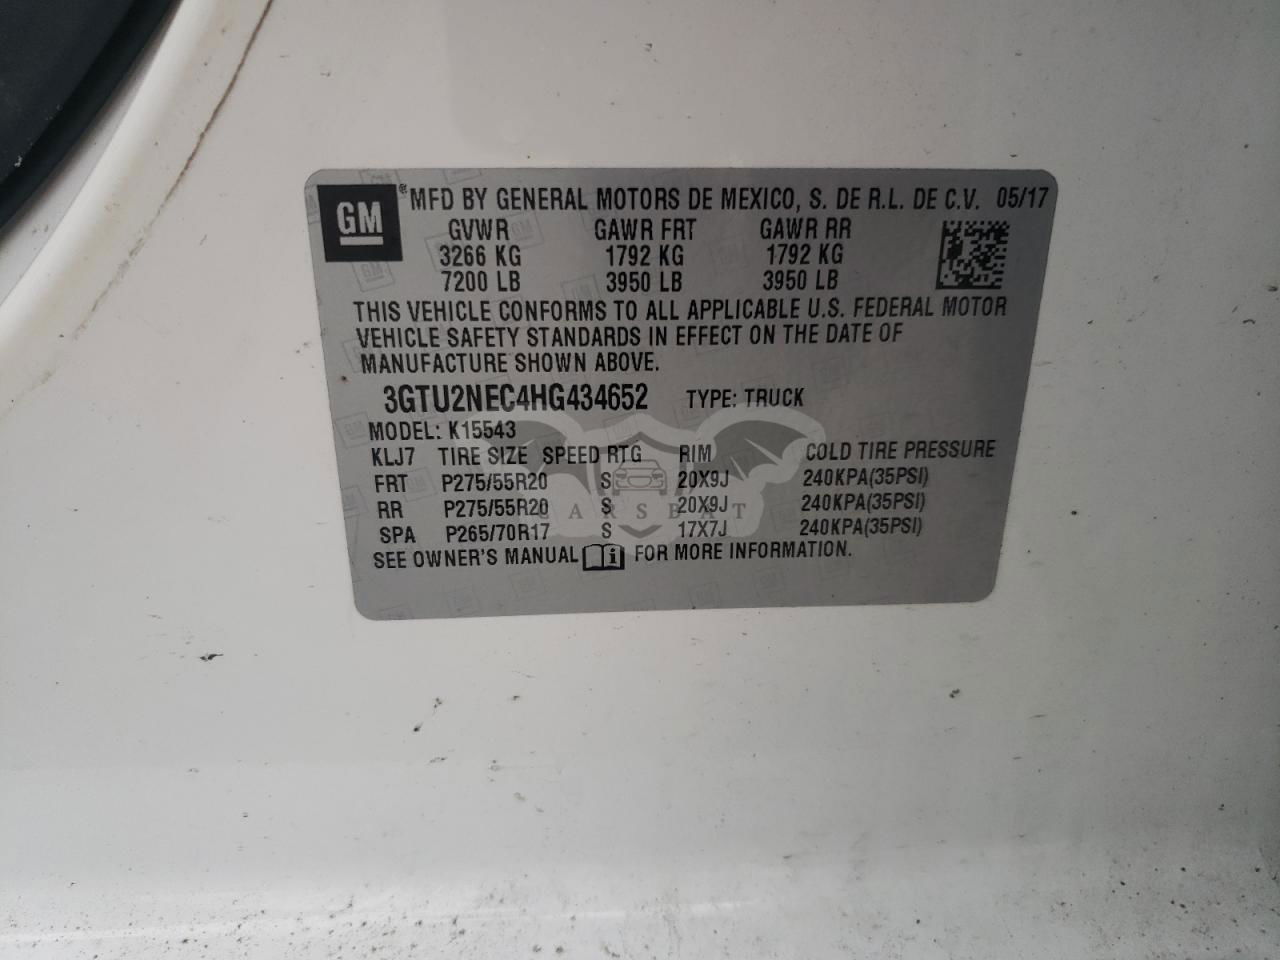 GM ® MFD BY GENERAL MOTORS DE MEXICO, S. DE R.L. DE C.V. 05/17
GVWR GAWR FRT GAWR RR
3266 KG 1792 KG 1792 KG
7200 LB 3950 LB 3950 LB
THIS VEHICLE CONFORMS TO ALL APPLICABLE U.S. FEDERAL MOTOR
VEHICLE SAFETY STANDARDS IN EFFECT ON THE DATE OF
MANUFACTURE SHOWN ABOVE.
3GTU2NEC4HG434652 TYPE: TRUCK
MODEL: K15543
KLJ7 TIRE SIZE SPEED RTG RIM COLD TIRE PRESSURE
FRT P275/55R20 S 20X9J 240KPA(35PSI)
RR P275/55R20 S 20X9J 240KPA(35PSI)
CARSBAT
SPA P265/70R17 S 17X7J 240KPA(35PSI)
SEE OWNER'S MANUAL i FOR MORE INFORMATION.